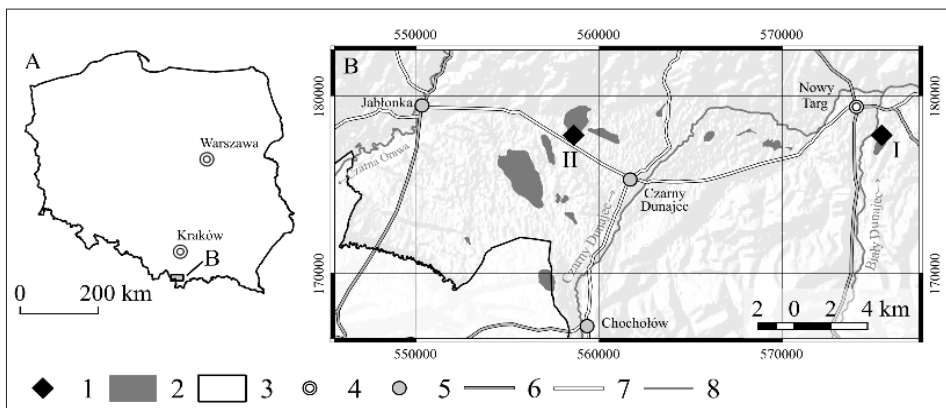 A
Warszawa
Kraków
B
0 200 km
550000 560000 570000
B
180000
180000
Jabłonka
Nowy
Targ
←Czarna Orawa
II
I
Czarny
Dunajec
Czarny Dunajec→
Biały Dunajec→
170000
170000
2 0 2 4 km
Chochołów
550000 560000 570000
1 2 3 4 5 6 7 8